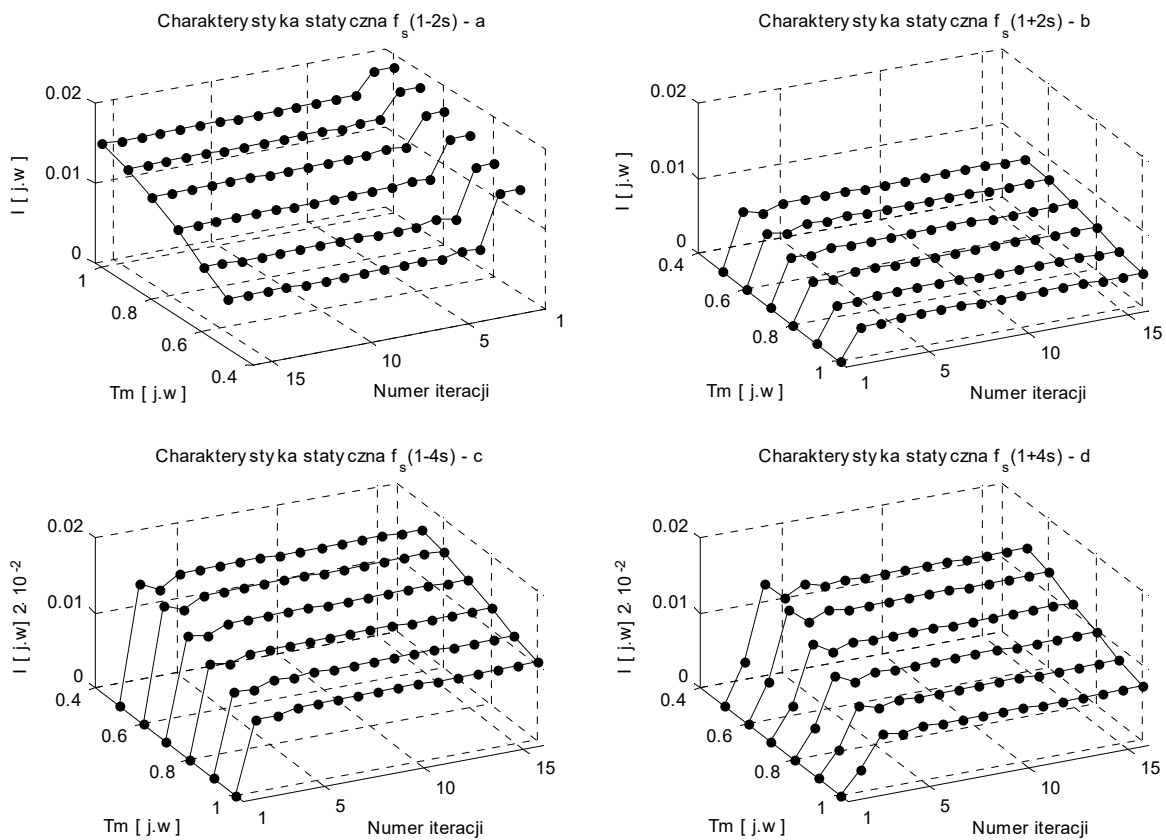 Charakterystyka statyczna f_s(1-2s) - a
0.02
0.01
0
I [ j.w]
1
0.8
0.6
0.4
Tm [ j.w ]
15
10
5
1
Numer iteracji
Charakterystyka statyczna f_s(1+2s) - b
0.02
0.01
0
I [ j.w]
0.4
0.6
0.8
1
Tm [ j.w ]
1
5
10
15
Numer iteracji
Charakterystyka statyczna f_s(1-4s) - c
0.02
0.01
0
I [ j.w] 2· 10^-2
0.4
0.6
0.8
1
Tm [ j.w ]
1
5
10
15
Numer iteracji
Charakterystyka statyczna f_s(1+4s) - d
0.02
0.01
0
I [ j.w] 2· 10^-2
0.4
0.6
0.8
1
Tm [ j.w ]
1
5
10
15
Numer iteracji